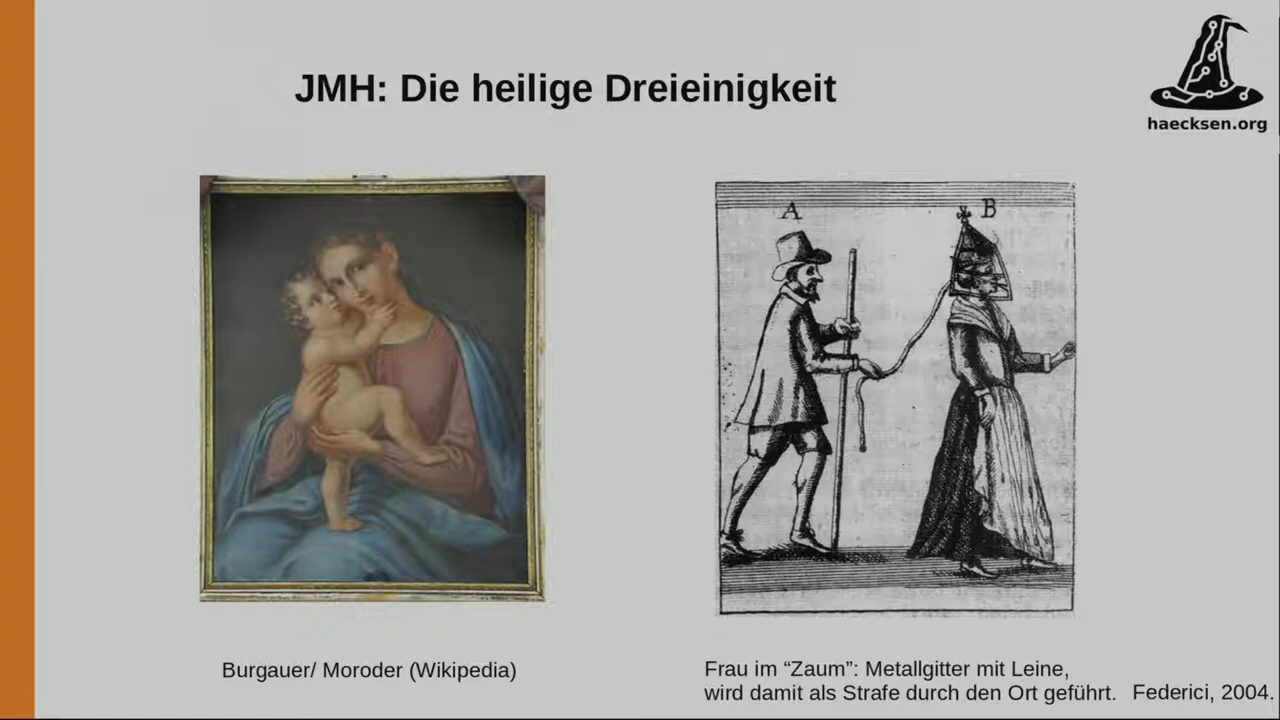 JMH: Die heilige Dreieinigkeit
haecksen.org
A
B
Burgauer/ Moroder (Wikipedia)
Frau im “Zaum”: Metallgitter mit Leine,
wird damit als Strafe durch den Ort geführt. Federici, 2004.